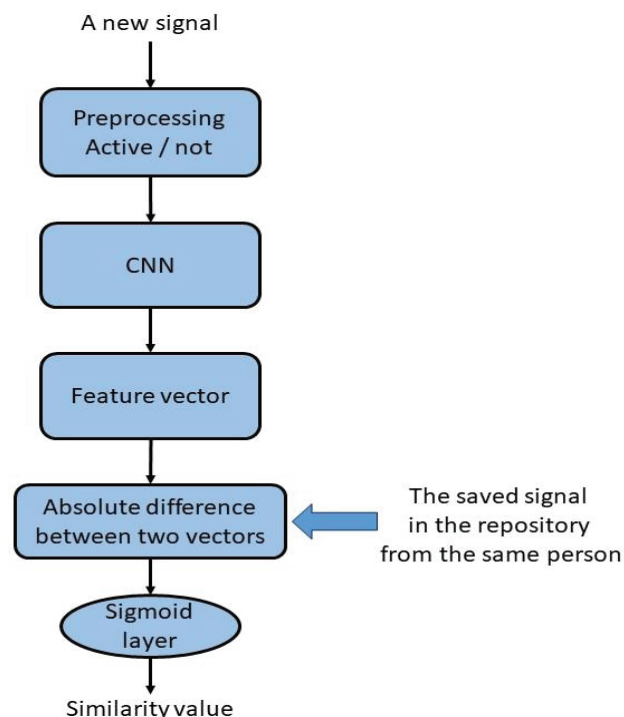 A new signal
Preprocessing
Active / not
CNN
Feature vector
Absolute difference
between two vectors
The saved signal
in the repository
from the same person
Sigmoid
layer
Similarity value